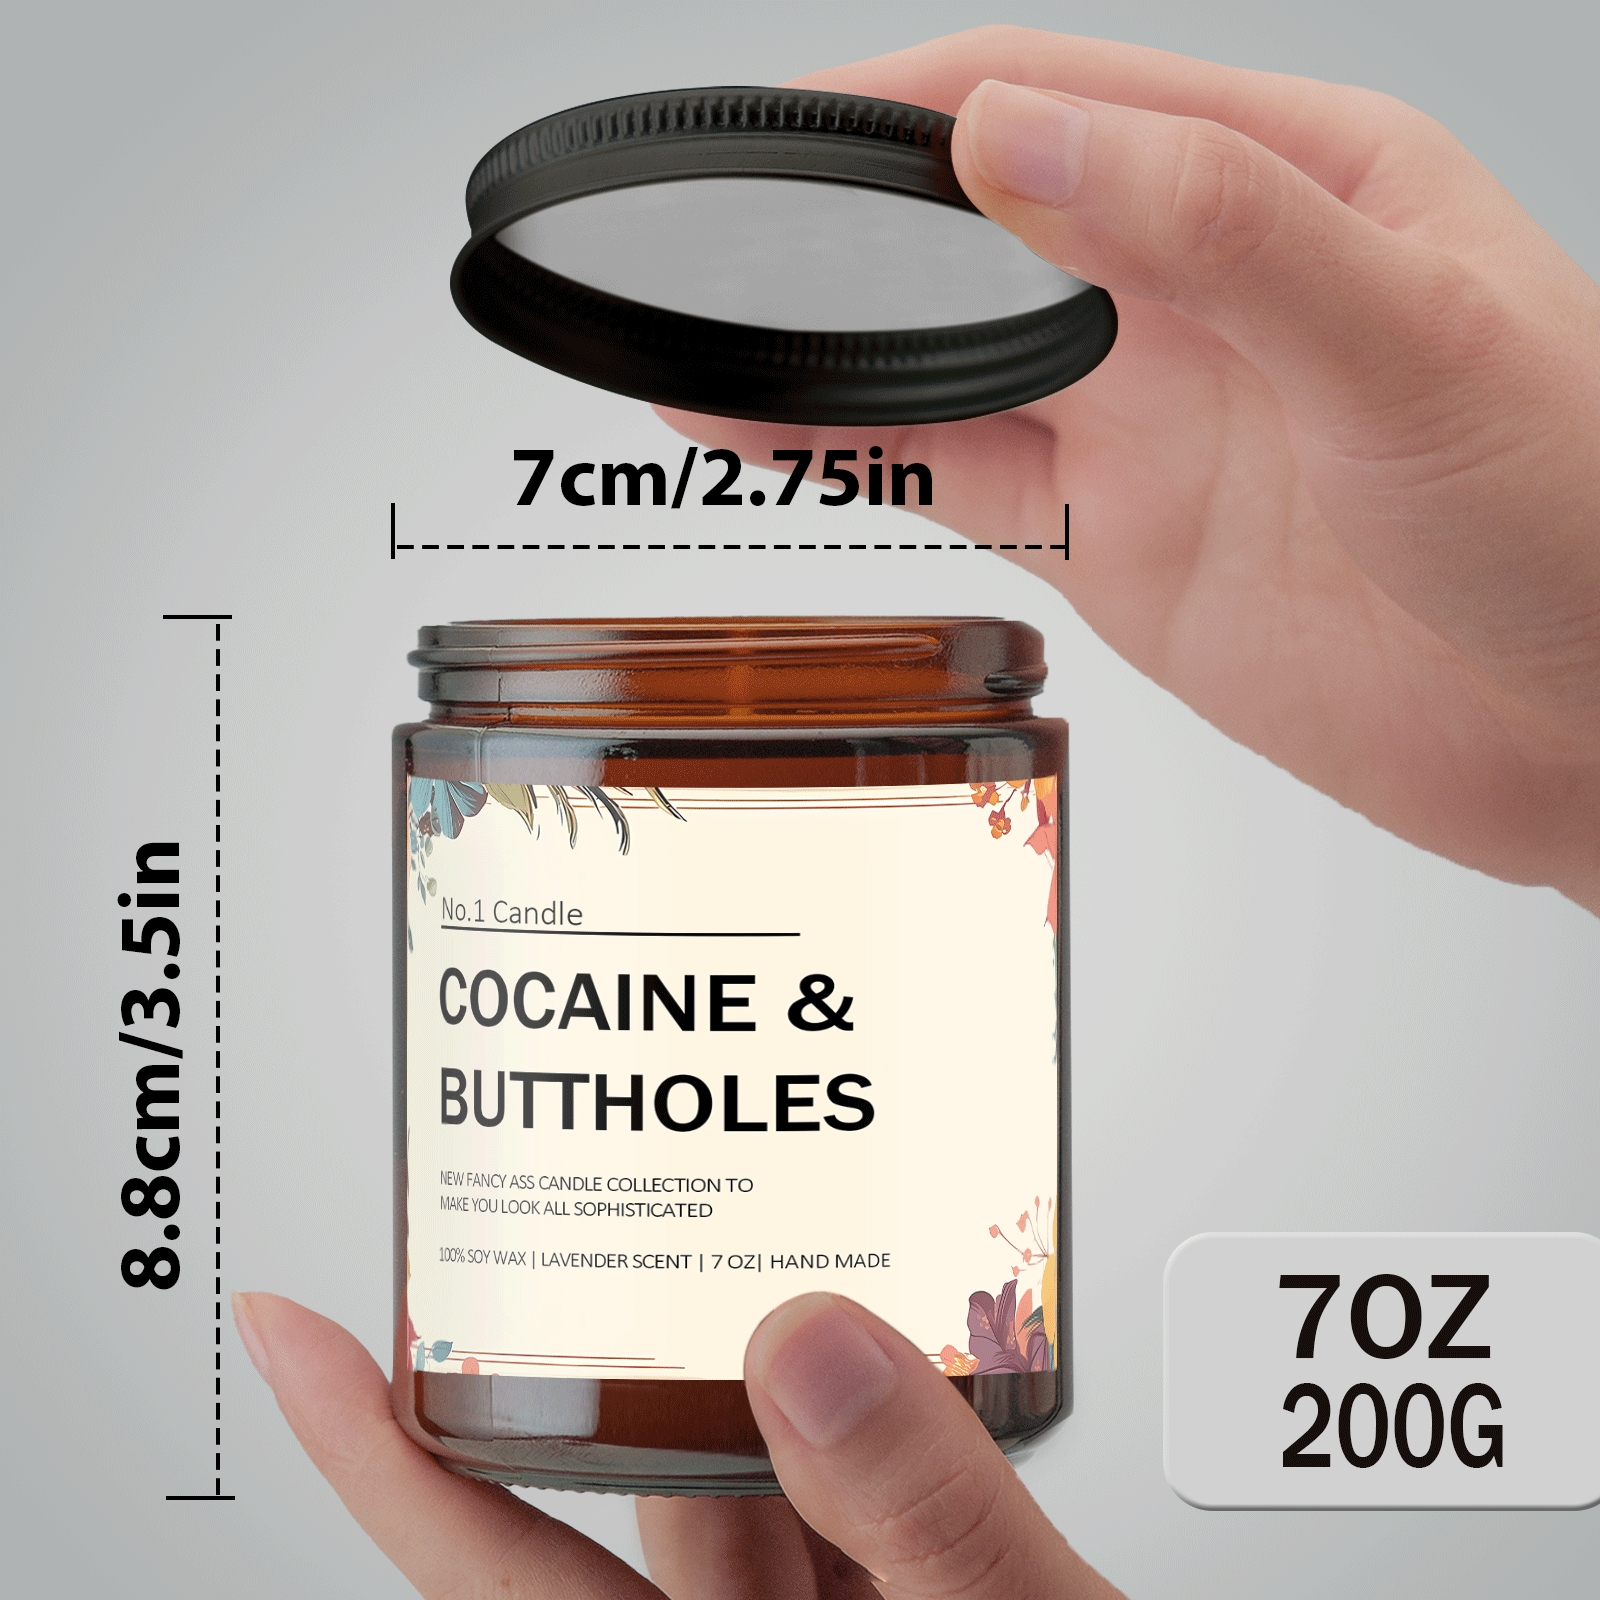 7cm/2.75in
8.8cm/3.5in
No.1 Candle
COCAINE &
BUTTHOLES
NEW FANCY ASS CANDLE COLLECTION TO
MAKE YOU LOOK ALL SOPHISTICATED
100% SOY WAX | LAVENDER SCENT | 7 OZ| HAND MADE
7OZ
200G